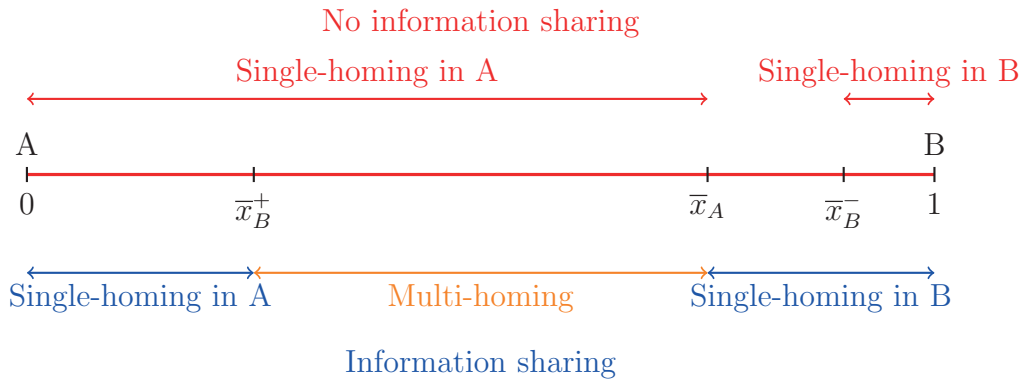 No information sharing
Single-homing in A Single-homing in B
A B
0 x̅_B^+ x̅_A x̅_B^- 1
Single-homing in A Multi-homing Single-homing in B
Information sharing